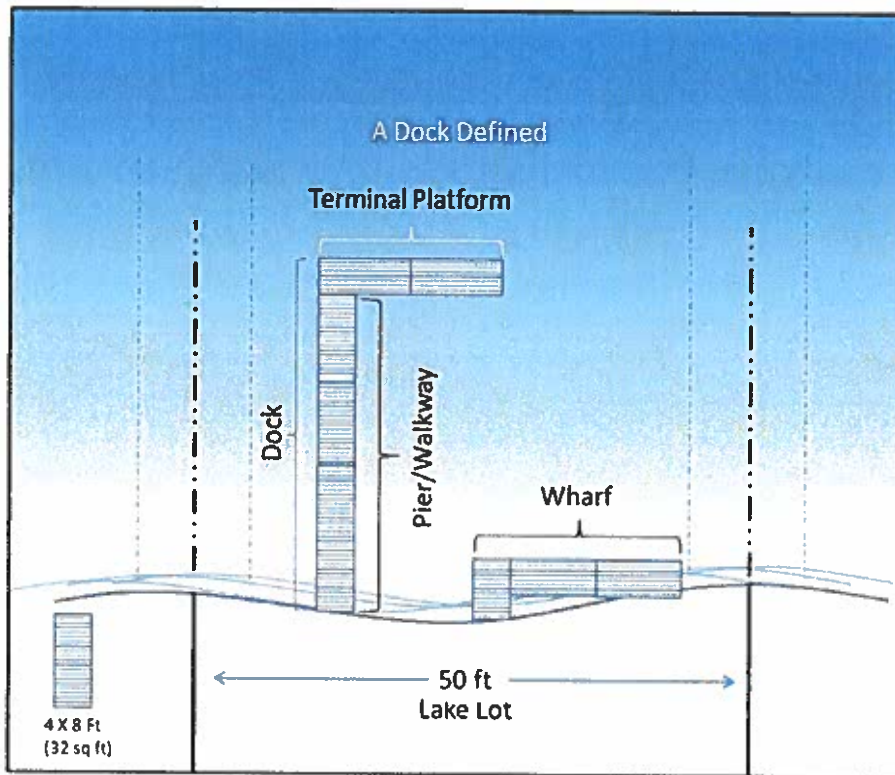 A Dock Defined
Terminal Platform
Dock
Pier/Walkway
Wharf
50 ft
Lake Lot
4 X 8 Ft
(32 sq ft)